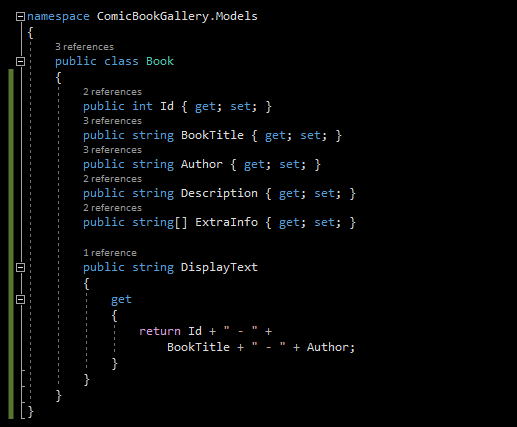 namespace ComicBookGallery.Models
{
3 references
public class Book
{
2 references
public int Id { get; set; }
3 references
public string BookTitle { get; set; }
3 references
public string Author { get; set; }
2 references
public string Description { get; set; }
2 references
public string[] ExtraInfo { get; set; }
1 reference
public string DisplayText
{
get
{
return Id + " - " +
BookTitle + " - " + Author;
}
}
}
}